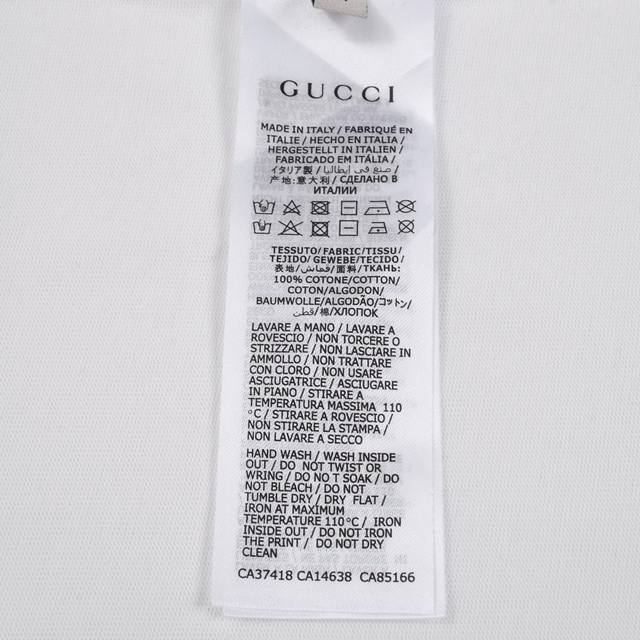 GUCCI
MADE IN ITALY / FABRIQUÉ EN
ITALIE / HECHO EN ITALIA /
HERGESTELLT IN ITALIEN /
FABRICADO EM ITÁLIA /
イタリア製 / صنع في ايطاليا /
产地:意大利 / СДЕЛАНО В
ИТАЛИИ
TESSUTO/FABRIC/TISSU/
TEJIDO/GEWEBE/TECIDO/
表地/قماش/面料/ТКАНЬ:
100% COTONE/COTTON/
COTON/ALGODON/
BAUMWOLLE/ALGODÃO/コットン/
قطن/棉/ХЛОПОК
LAVARE A MANO / LAVARE A
ROVESCIO / NON TORCERE O
STRIZZARE / NON LASCIARE IN
AMMOLLO / NON TRATTARE
CON CLORO / NON USARE
ASCIUGATRICE / ASCIUGARE
IN PIANO / STIRARE A
TEMPERATURA MASSIMA 110
°C / STIRARE A ROVESCIO /
NON STIRARE LA STAMPA /
NON LAVARE A SECCO
HAND WASH / WASH INSIDE
OUT / DO NOT TWIST OR
WRING / DO NO T SOAK / DO
NOT BLEACH / DO NOT
TUMBLE DRY / DRY FLAT /
IRON AT MAXIMUM
TEMPERATURE 110°C / IRON
INSIDE OUT / DO NOT IRON
THE PRINT / DO NOT DRY
CLEAN
CA37418 CA14638 CA85166